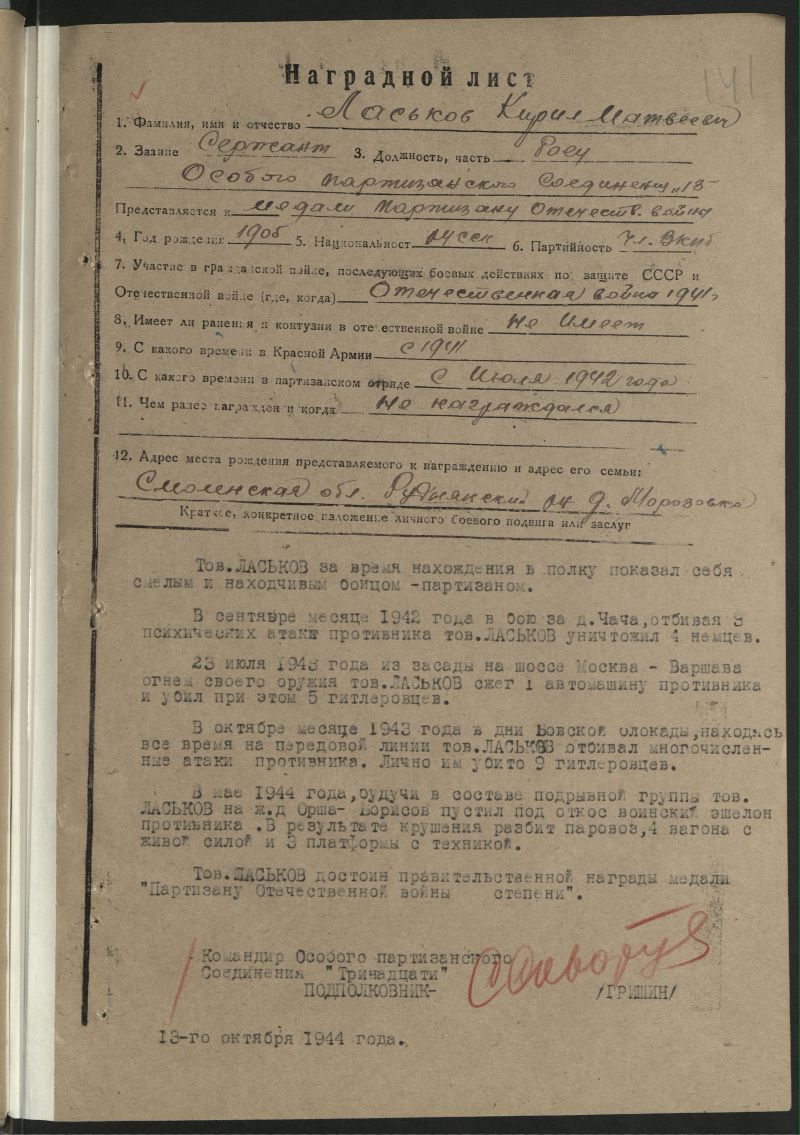 141
Наградной лист
1. Фамилия, имя и отчество Ласьков Кирил Матвеевич
2. Звание Сержант 3. Должность, часть
Особого партизанского Соединения "13"
Представляется к медали Партизану Отечеств. войны
4. Год рождения 1905 5. Национальност русск 6. Партийность Чл. ВКПб
7. Участие в гражданской войне, последующих боевых действиях по защите СССР и
Отечественной войне (где, когда) Отечественная война 1941г
8. Имеет ли ранения и контузии в отечественной войне Не имеет
9. С какого времени в Красной Армии с 1941
10. С какого времени в партизанском отряде с Июля 1942 года
11. Чем ранее награжден и когда Не награждался
12. Адрес места рождения представляемого к награждению и адрес его семьи:
Смоленская обл. Руднянский рн д. Морозовка
Краткое, конкретное изложение личного боевого подвига или заслуг
Тов.ЛАСЬКОВ за время нахождения в полку показал себя
смелым и находчивым бойцом -партизаном.
В сентябре месяце 1942 года в бою за д.Чача,отбивая 3
психических атаки противника тов.ЛАСЬКОВ уничтожил 4 немцев.
23 июля 1943 года из засады на шоссе Москва - Варшава
огнем своего оружия тов.ЛАСЬКОВ сжег 1 автомашину противника
и убил при этом 5 гитлеровцев.
В октябре месяце 1943 года в дни Бовской блокады,находясь
все время на передовой линии тов.ЛАСЬКОВ отбивал многочислен-
ные атаки противника. Лично им убито 9 гитлеровцев.
В мае 1944 года,будучи в составе подрывной группы тов.
ЛАСЬКОВ на ж.д Орша- Борисов пустил под откос воинский эшелон
противника .В результате крушения разбит паровоз,4 вагона с
живой силой и 3 платформы с техникой.
Тов.ЛАСЬКОВ достоин правительственной награды медали
"Партизану Отечественной войны степени".
Командир Особого партизанского
Соединения "Тринадцати"
ПОДПОЛКОВНИК- /ГРИШИН/
13-го октября 1944 года.